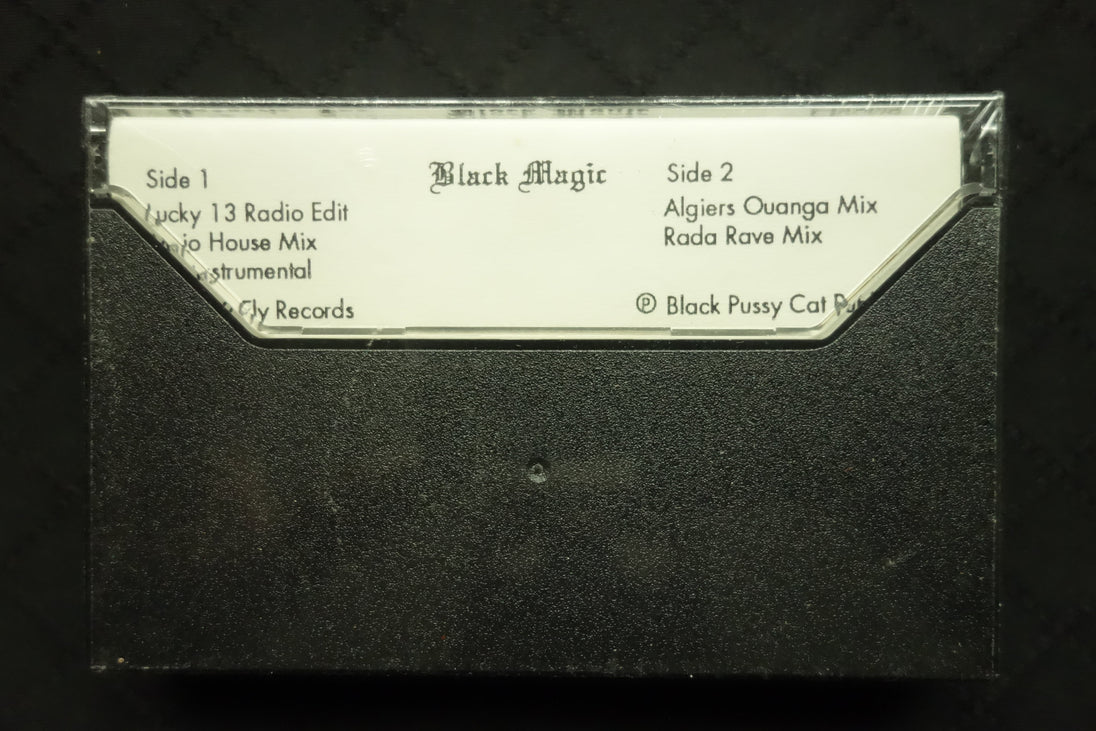 Black Magic
Side 1
Lucky 13 Radio Edit
House Mix
Instrumental
Records
Side 2
Algiers Ouanga Mix
Rada Rave Mix
℗ Black Pussy Cat